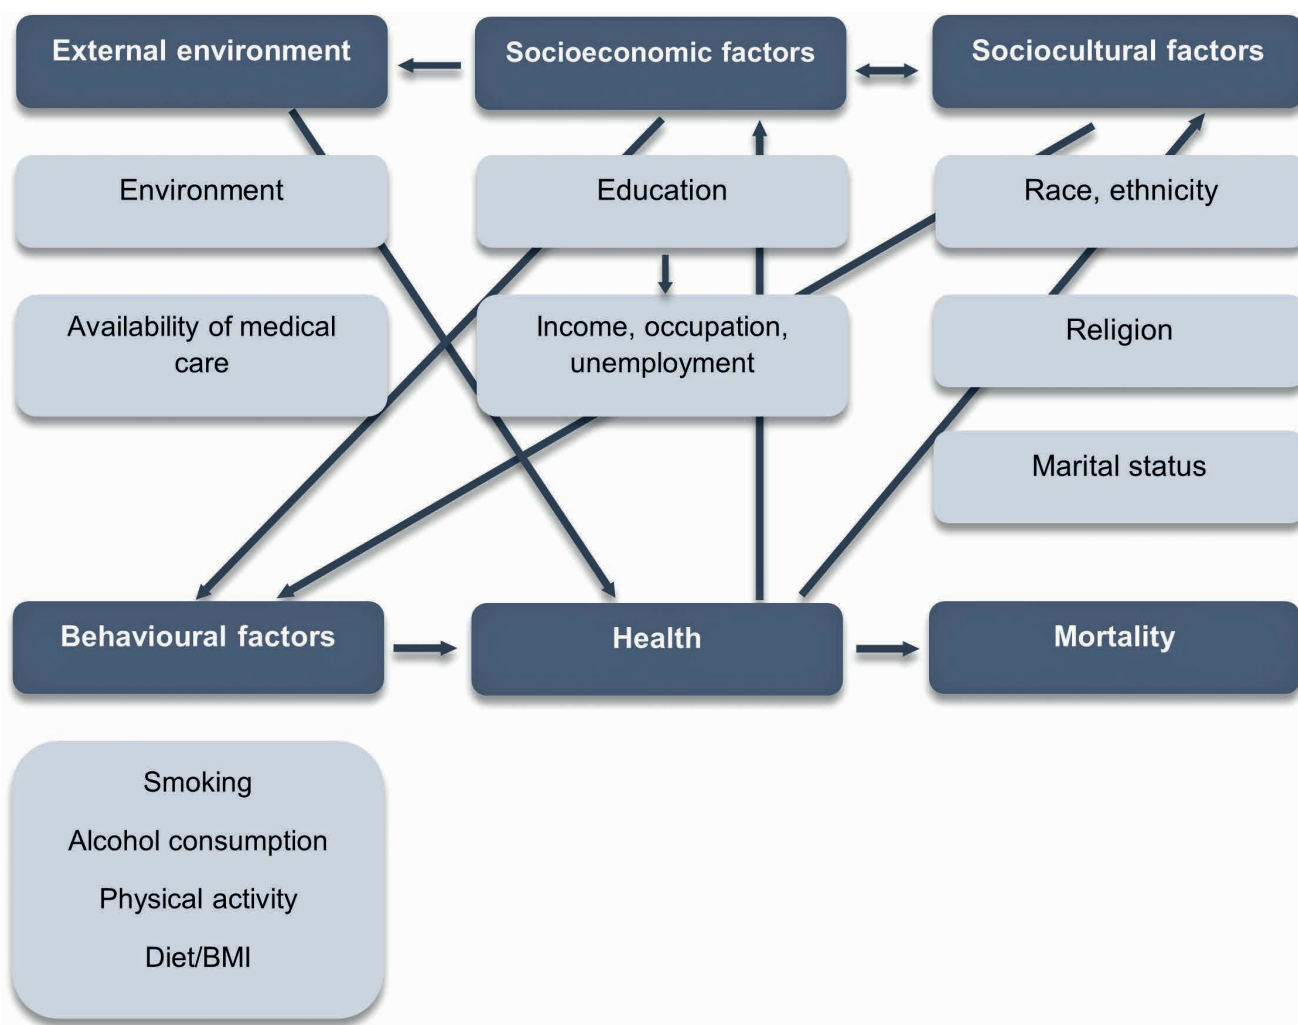 External environment
Socioeconomic factors
Sociocultural factors
Environment
Education
Race, ethnicity
Availability of medical
care
Income, occupation,
unemployment
Religion
Marital status
Behavioural factors
Health
Mortality
Smoking
Alcohol consumption
Physical activity
Diet/BMI